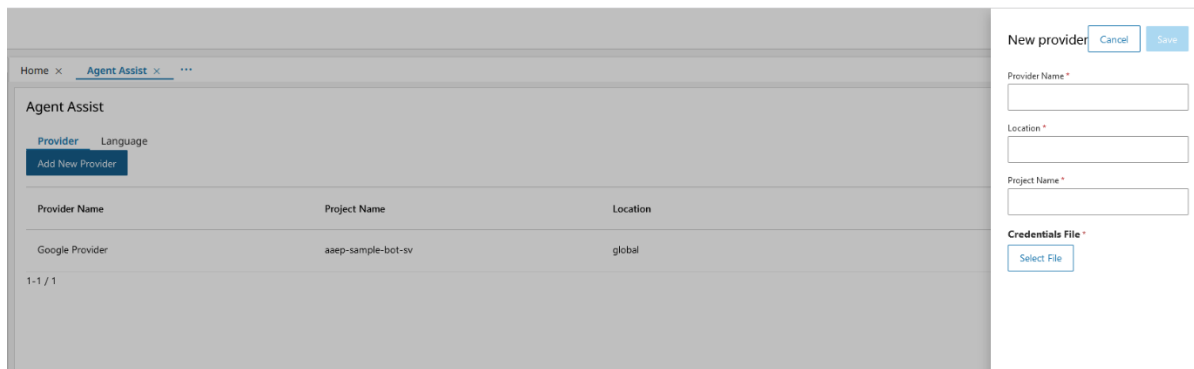 New provider Cancel Save
Home × Agent Assist × ···
Agent Assist
Provider Language
Add New Provider
Provider Name Project Name Location
Google Provider aaep-sample-bot-sv global
1-1 / 1
Provider Name *
Location *
Project Name *
Credentials File *
Select File